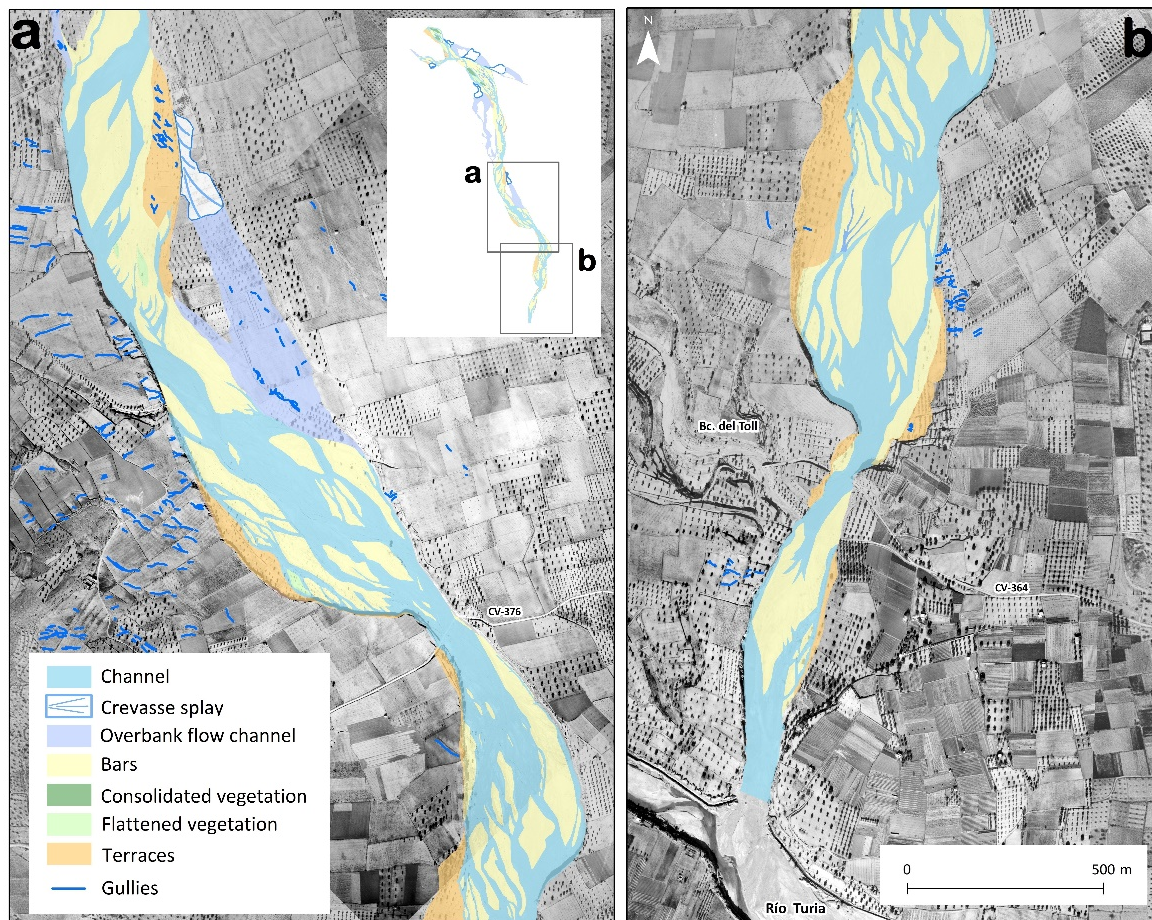 a
a
b
N
b
CV-376
Channel
Crevasse splay
Overbank flow channel
Bars
Consolidated vegetation
Flattened vegetation
Terraces
Gullies
Bc. del Toll
CV-364
0 500 m
Río Turia